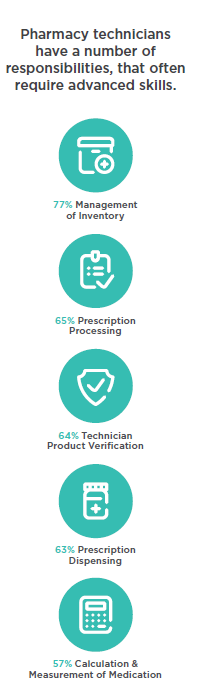 Pharmacy technicians
have a number of
responsibilities, that often
require advanced skills.
77% Management
of Inventory
65% Prescription
Processing
64% Technician
Product Verification
63% Prescription
Dispensing
57% Calculation &
Measurement of Medication